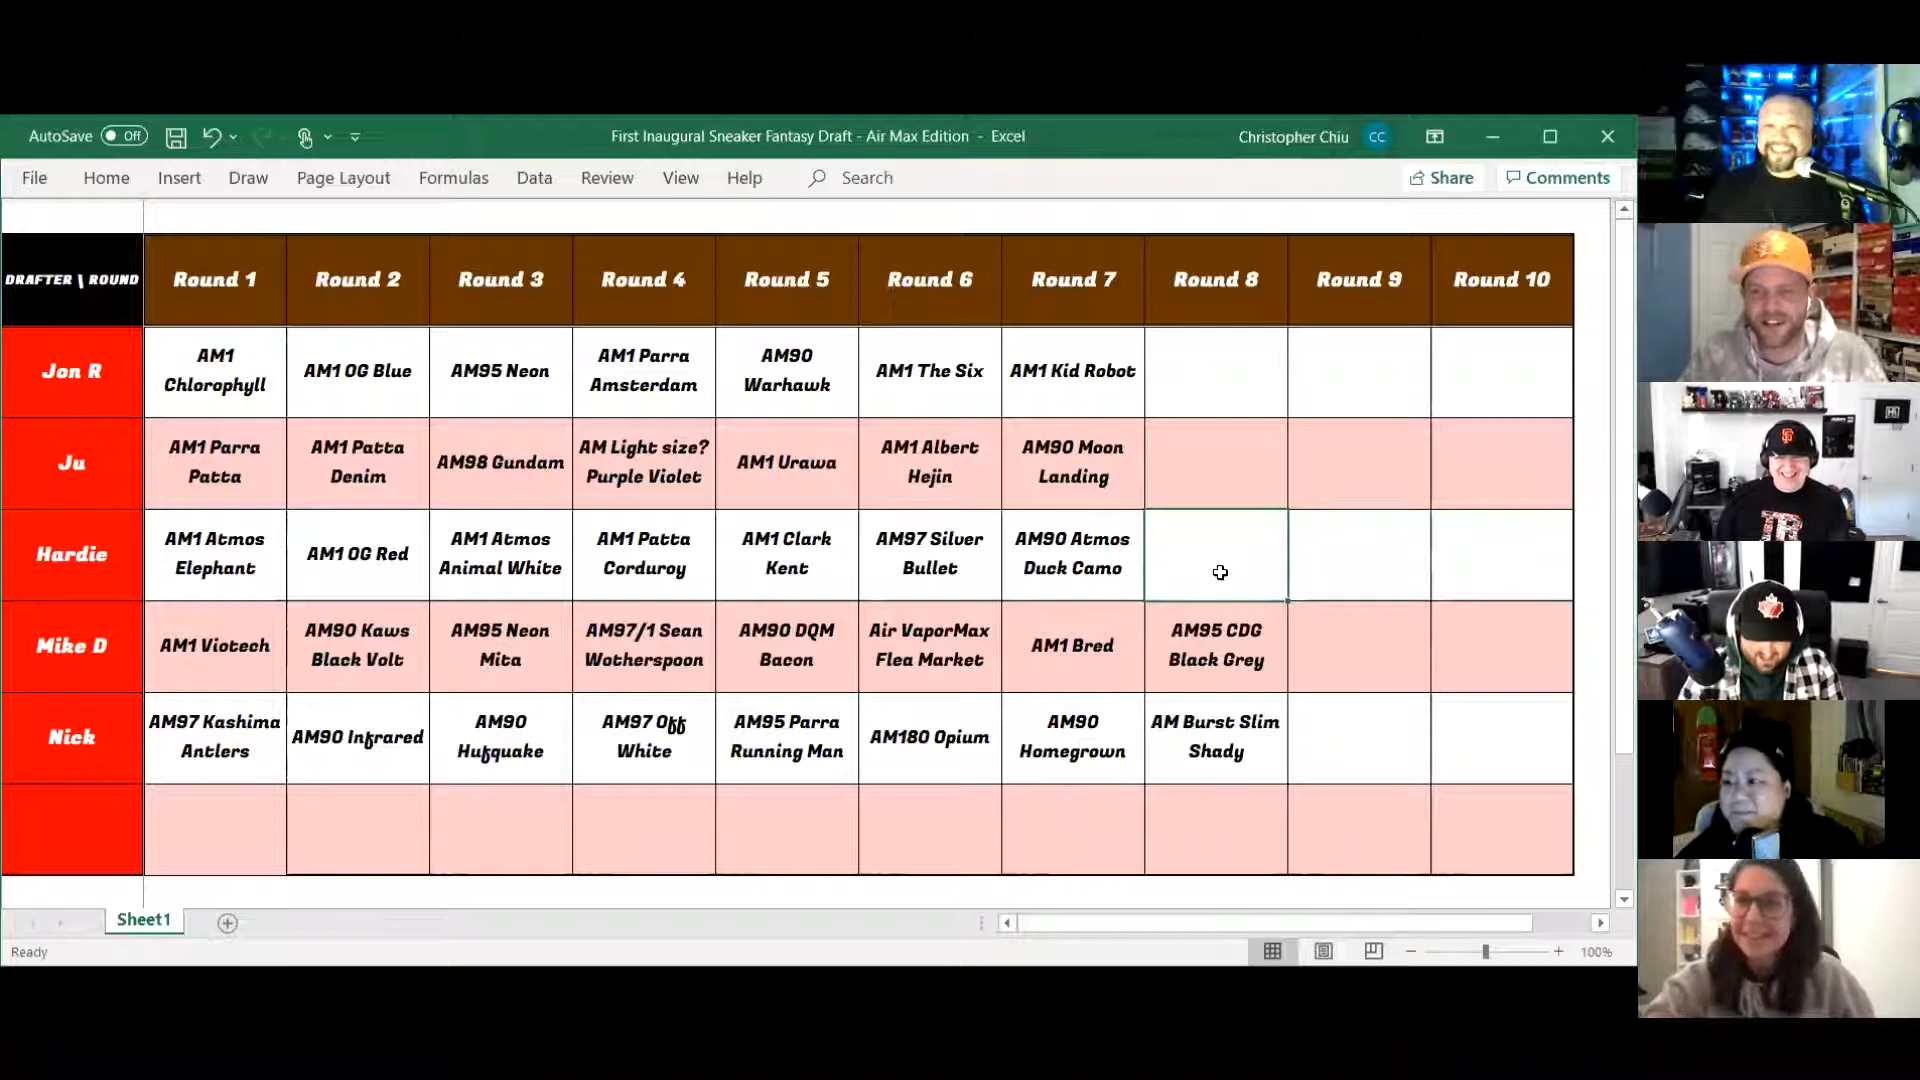 AutoSave Off
First Inaugural Sneaker Fantasy Draft - Air Max Edition - Excel
Christopher Chiu CC
File Home Insert Draw Page Layout Formulas Data Review View Help Search
Share Comments
DRAFTER \ ROUND Round 1 Round 2 Round 3 Round 4 Round 5 Round 6 Round 7 Round 8 Round 9 Round 10
Jon R
AM1
Chlorophyll
AM1 OG Blue
AM95 Neon
AM1 Parra
Amsterdam
AM90
Warhawk
AM1 The Six
AM1 Kid Robot
Ju
AM1 Parra
Patta
AM1 Patta
Denim
AM98 Gundam
AM Light size?
Purple Violet
AM1 Urawa
AM1 Albert
Hejin
AM90 Moon
Landing
Hardie
AM1 Atmos
Elephant
AM1 OG Red
AM1 Atmos
Animal White
AM1 Patta
Corduroy
AM1 Clark
Kent
AM97 Silver
Bullet
AM90 Atmos
Duck Camo
Mike D
AM1 Viotech
AM90 Kaws
Black Volt
AM95 Neon
Mita
AM97/1 Sean
Wotherspoon
AM90 DQM
Bacon
Air VaporMax
Flea Market
AM1 Bred
AM95 CDG
Black Grey
Nick
AM97 Kashima
Antlers
AM90 Infrared
AM90
Hufquake
AM97 Off
White
AM95 Parra
Running Man
AM180 Opium
AM90
Homegrown
AM Burst Slim
Shady
Sheet1
Ready
100%